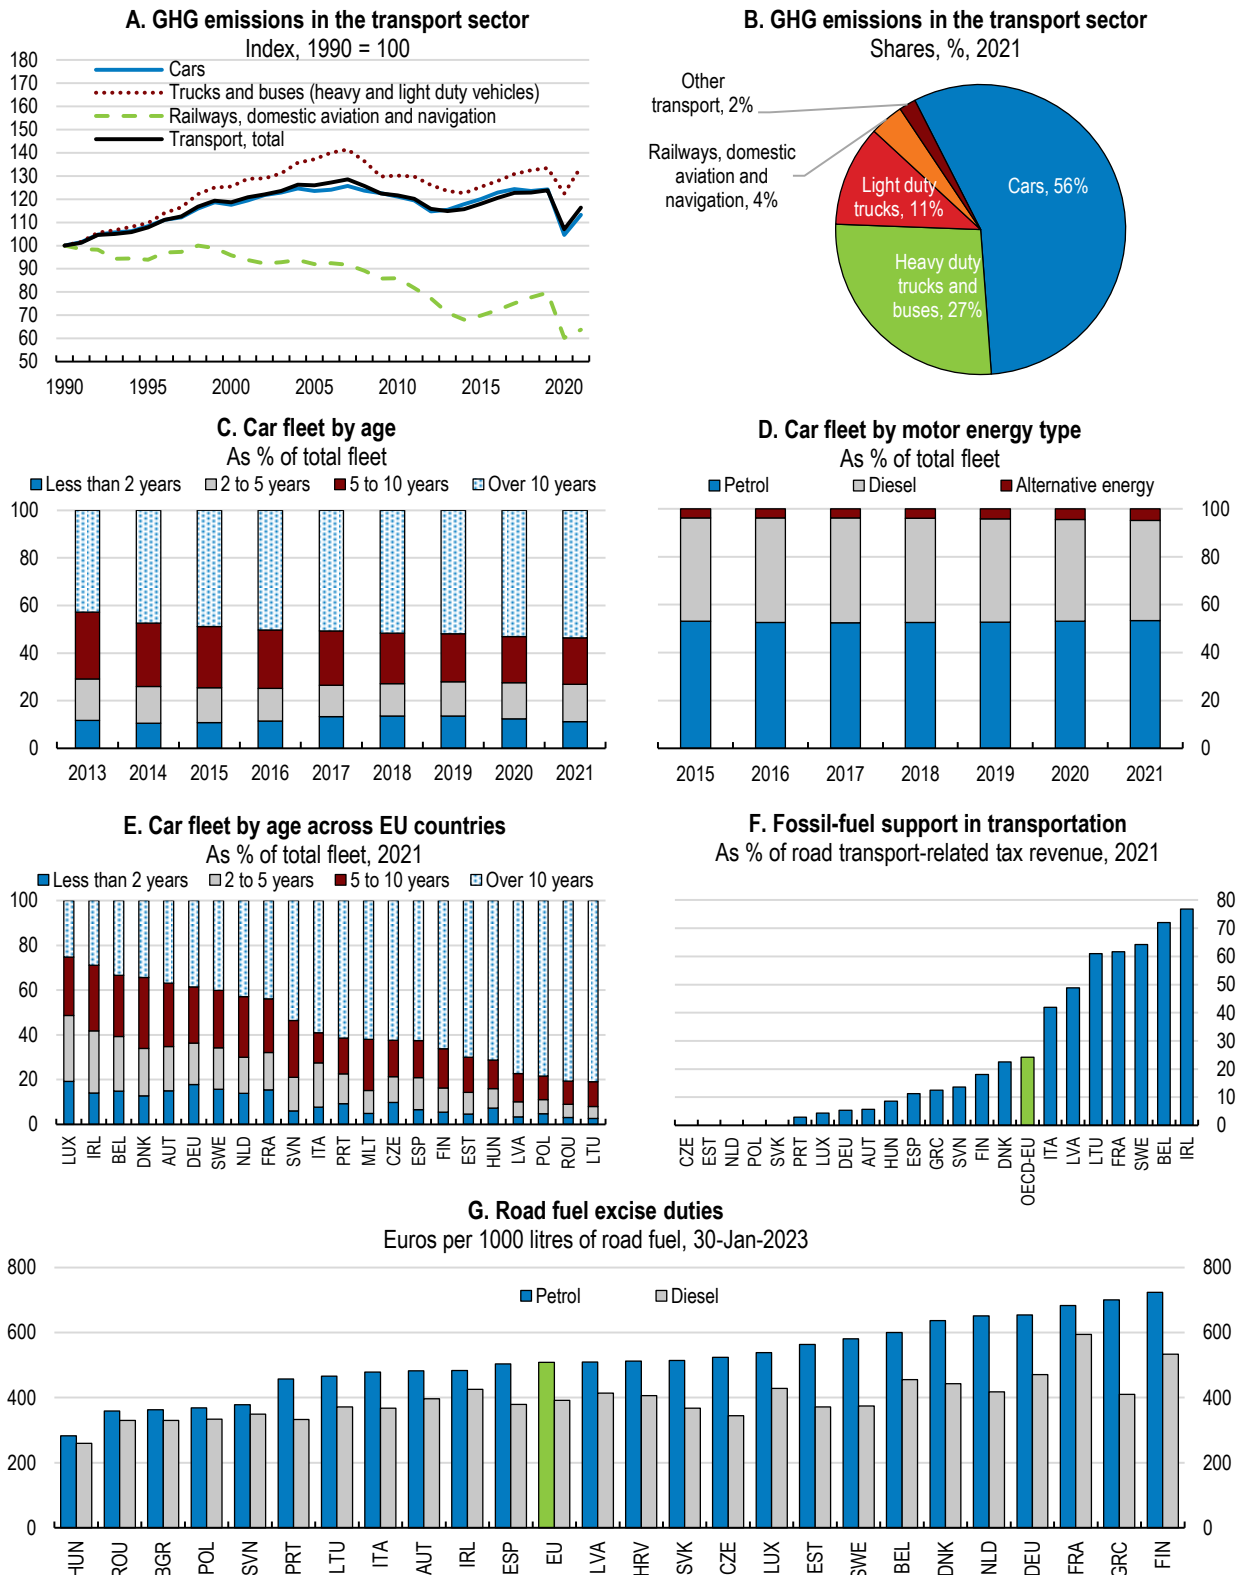 A. GHG emissions in the transport sector
Index, 1990 = 100
180
170
160
150
140
130
120
110
100
90
80
70
60
50
Cars
Trucks and buses (heavy and light duty vehicles)
Railways, domestic aviation and navigation
Transport, total
1990 1995 2000 2005 2010 2015 2020
B. GHG emissions in the transport sector
Shares, %, 2021
Other
transport, 2%
Railways, domestic
aviation and
navigation, 4%
Light duty
trucks, 11%
Cars, 56%
Heavy duty
trucks and
buses, 27%
C. Car fleet by age
As % of total fleet
Less than 2 years 2 to 5 years 5 to 10 years Over 10 years
100
80
60
40
20
0
2013 2014 2015 2016 2017 2018 2019 2020 2021
D. Car fleet by motor energy type
As % of total fleet
Petrol Diesel Alternative energy
100
80
60
40
20
0
2015 2016 2017 2018 2019 2020 2021
E. Car fleet by age across EU countries
As % of total fleet, 2021
Less than 2 years 2 to 5 years 5 to 10 years Over 10 years
100
80
60
40
20
0
LUX IRL BEL DNK AUT DEU SWE NLD FRA SVN ITA PRT MLT CZE ESP FIN EST HUN LVA POL ROU LTU
F. Fossil-fuel support in transportation
As % of road transport-related tax revenue, 2021
80
70
60
50
40
30
20
10
0
CZE EST NLD POL SVK PRT LUX DEU AUT HUN ESP GRC SVN FIN DNK OECD-EU ITA LVA LTU FRA SWE BEL IRL
G. Road fuel excise duties
Euros per 1000 litres of road fuel, 30-Jan-2023
Petrol Diesel
800 800
600 600
400 400
200 200
0 0
HUN ROU BGR POL SVN PRT LTU ITA AUT IRL ESP EU LVA HRV SVK CZE LUX EST SWE BEL DNK NLD DEU FRA GRC FIN